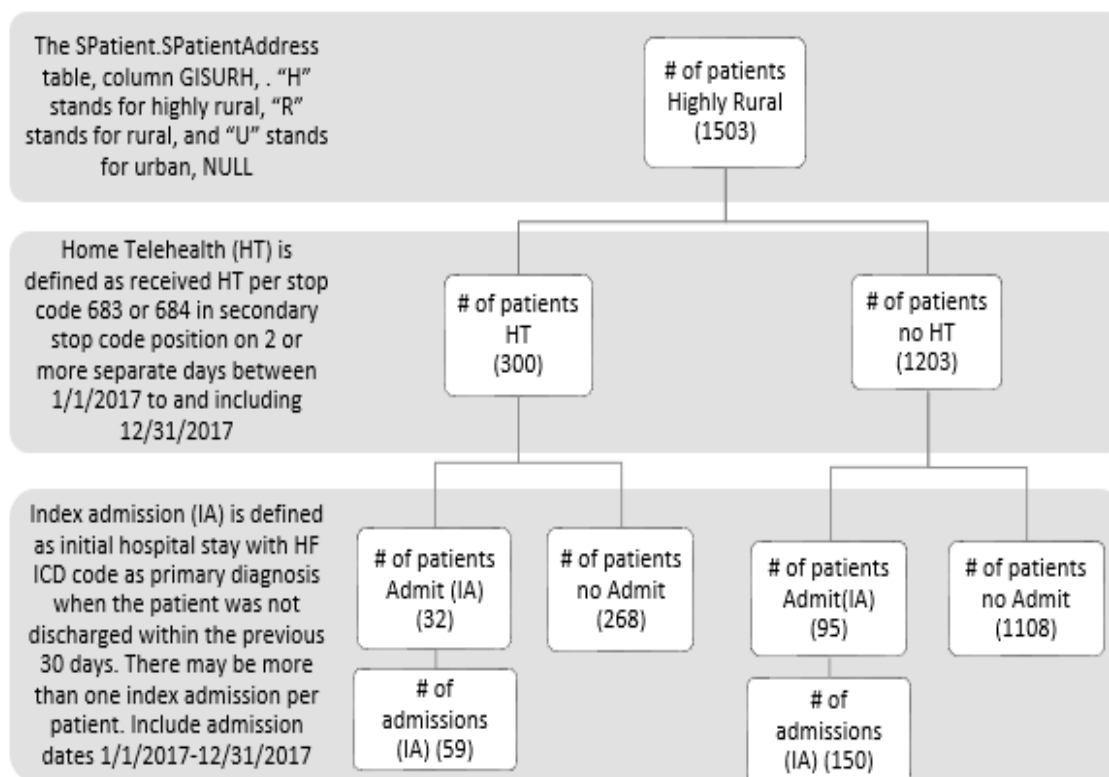 The SPatient.SPatientAddress
table, column GISURH, . “H”
stands for highly rural, “R”
stands for rural, and “U” stands
for urban, NULL
# of patients
Highly Rural
(1503)
Home Telehealth (HT) is
defined as received HT per stop
code 683 or 684 in secondary
stop code position on 2 or
more separate days between
1/1/2017 to and including
12/31/2017
# of patients
HT
(300)
# of patients
no HT
(1203)
Index admission (IA) is defined
as initial hospital stay with HF
ICD code as primary diagnosis
when the patient was not
discharged within the previous
30 days. There may be more
than one index admission per
patient. Include admission
dates 1/1/2017-12/31/2017
# of patients
Admit (IA)
(32)
# of patients
no Admit
(268)
# of patients
Admit(IA)
(95)
# of patients
no Admit
(1108)
# of
admissions
(IA) (59)
# of
admissions
(IA) (150)